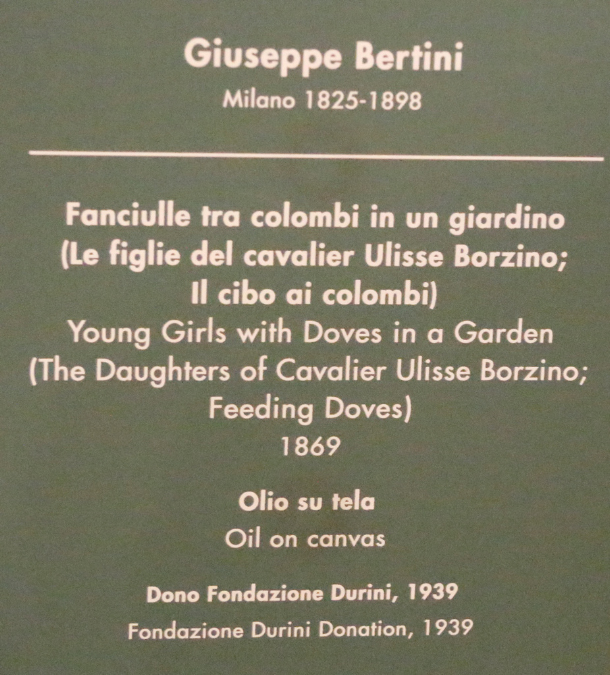 Giuseppe Bertini
Milano 1825-1898
Fanciulle tra colombi in un giardino
(Le figlie del cavalier Ulisse Borzino;
Il cibo ai colombi)
Young Girls with Doves in a Garden
(The Daughters of Cavalier Ulisse Borzino;
Feeding Doves)
1869
Olio su tela
Oil on canvas
Dono Fondazione Durini, 1939
Fondazione Durini Donation, 1939